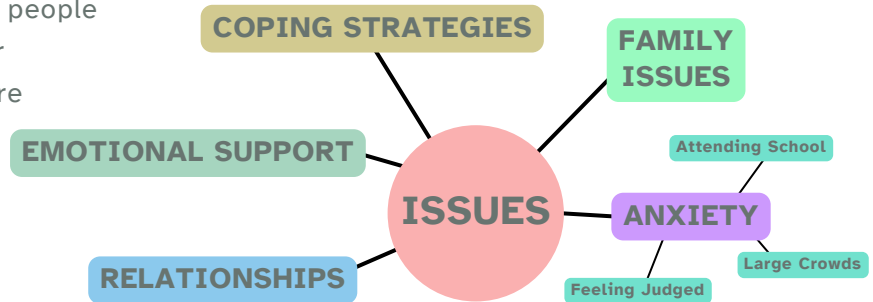 people
r
re
COPING STRATEGIES
FAMILY
ISSUES
Attending School
EMOTIONAL SUPPORT
ISSUES
ANXIETY
Large Crowds
RELATIONSHIPS
Feeling Judged